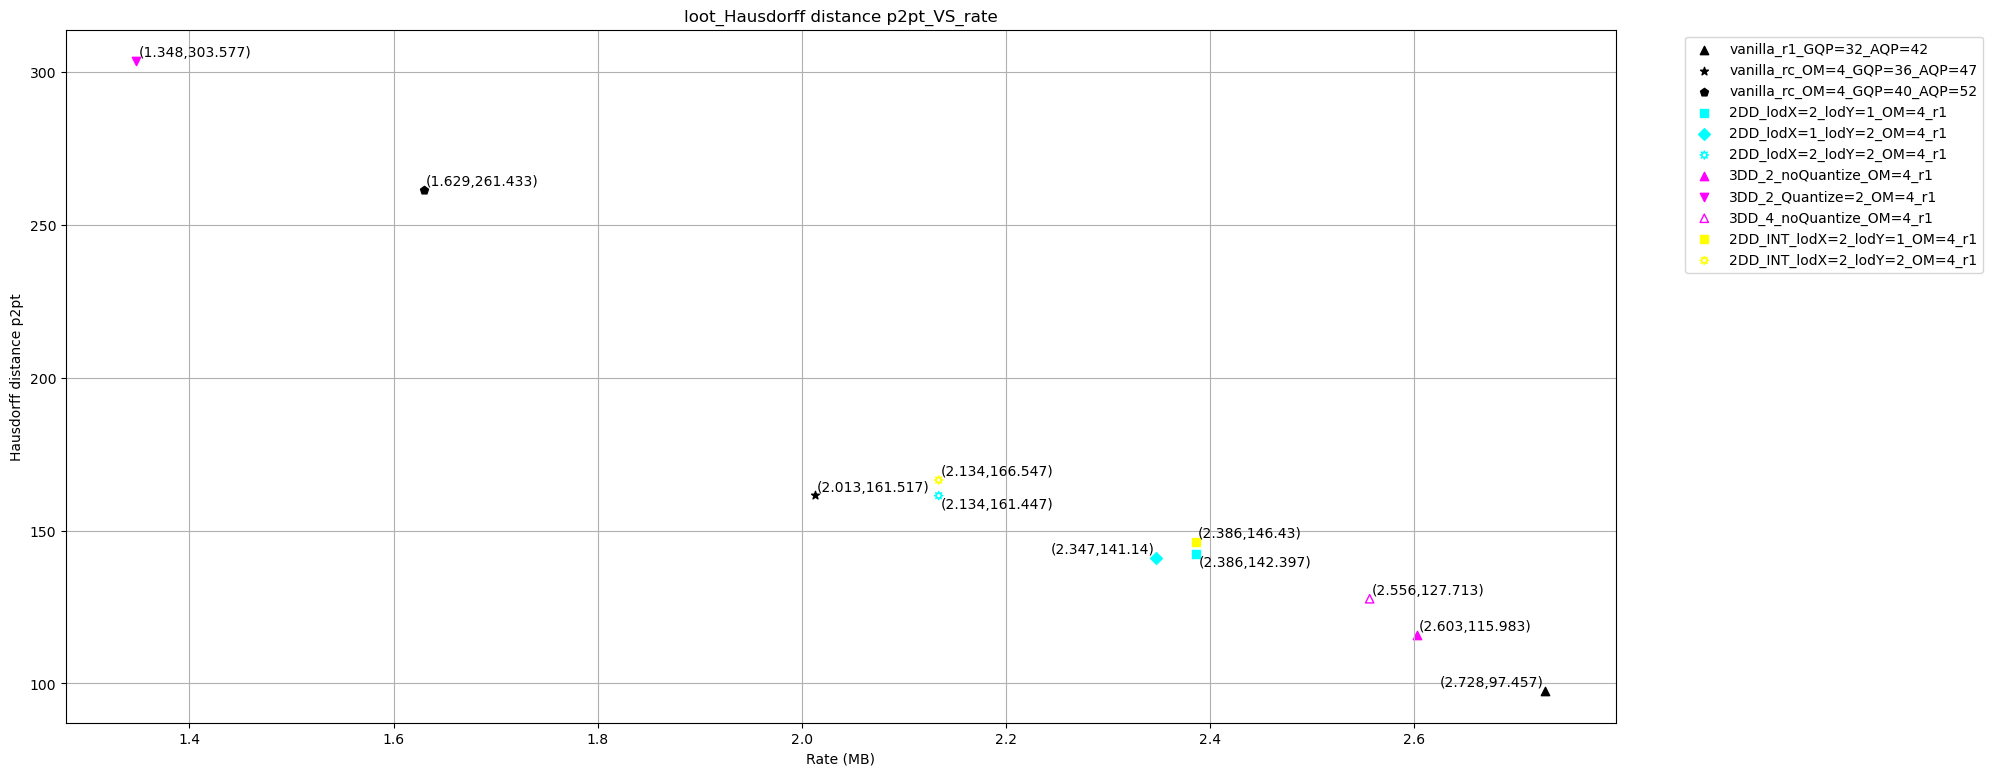 loot_Hausdorff distance p2pt_VS_rate
Hausdorff distance p2pt
300
250
200
150
100
(1.348,303.577)
(1.629,261.433)
(2.134,166.547)
(2.013,161.517)
(2.134,161.447)
(2.386,146.43)
(2.347,141.14)
(2.386,142.397)
(2.556,127.713)
(2.603,115.983)
(2.728,97.457)
1.4
1.6
1.8
2.0
2.2
2.4
2.6
Rate (MB)
vanilla_r1_GQP=32_AQP=42
vanilla_rc_OM=4_GQP=36_AQP=47
vanilla_rc_OM=4_GQP=40_AQP=52
2DD_lodX=2_lodY=1_OM=4_r1
2DD_lodX=1_lodY=2_OM=4_r1
2DD_lodX=2_lodY=2_OM=4_r1
3DD_2_noQuantize_OM=4_r1
3DD_2_Quantize=2_OM=4_r1
3DD_4_noQuantize_OM=4_r1
2DD_INT_lodX=2_lodY=1_OM=4_r1
2DD_INT_lodX=2_lodY=2_OM=4_r1